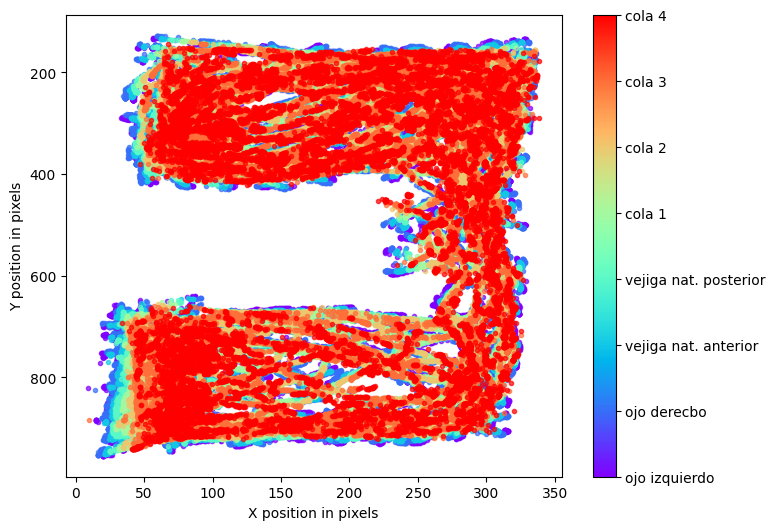 Y position in pixels
200
400
600
800
0
50
100
150
200
250
300
350
X position in pixels
cola 4
cola 3
cola 2
cola 1
vejiga nat. posterior
vejiga nat. anterior
ojo derecbo
ojo izquierdo